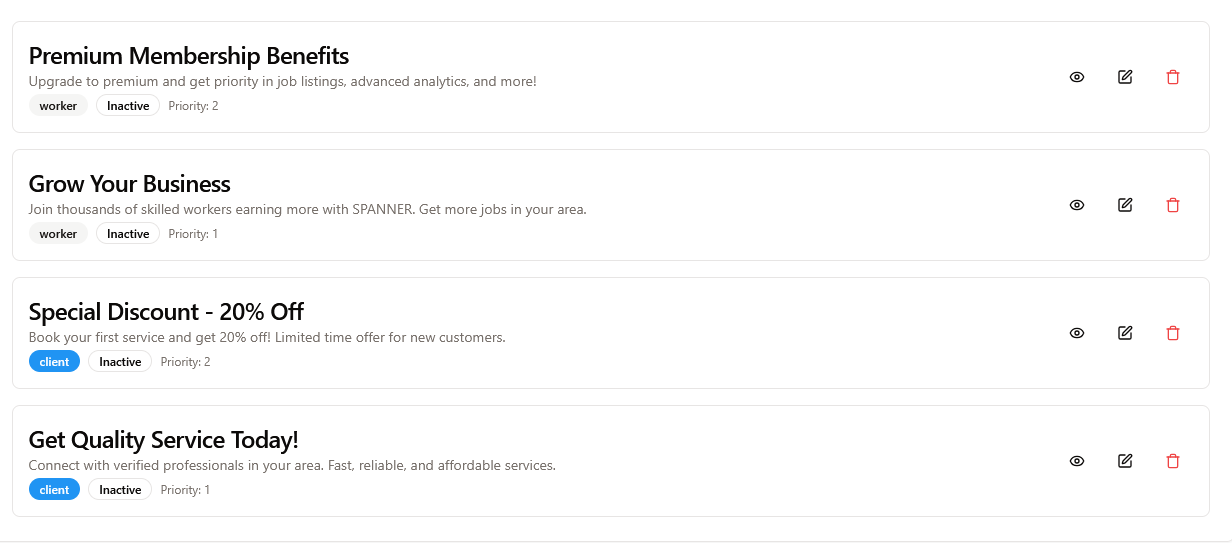 Premium Membership Benefits
Upgrade to premium and get priority in job listings, advanced analytics, and more!
worker Inactive Priority: 2
Grow Your Business
Join thousands of skilled workers earning more with SPANNER. Get more jobs in your area.
worker Inactive Priority: 1
Special Discount - 20% Off
Book your first service and get 20% off! Limited time offer for new customers.
client Inactive Priority: 2
Get Quality Service Today!
Connect with verified professionals in your area. Fast, reliable, and affordable services.
client Inactive Priority: 1